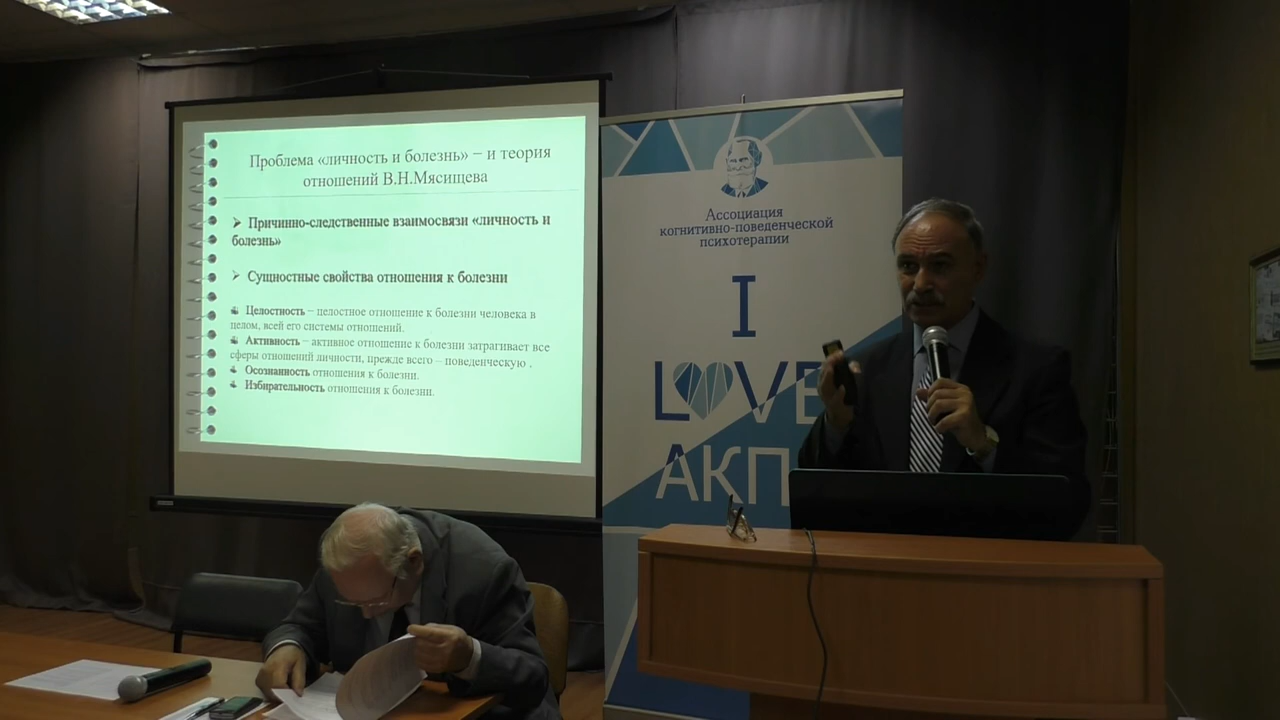 Проблема «личность и болезнь» − и теория
отношений В.Н.Мясищева
Причинно-следственные взаимосвязи «личность и
болезнь»
Сущностные свойства отношения к болезни
Целостность − целостное отношение к болезни человека в
целом, всей его системы отношений.
Активность − активное отношение к болезни затрагивает все
сферы отношений личности, прежде всего – поведенческую .
Осознанность отношения к болезни.
Избирательность отношения к болезни.
Ассоциация
когнитивно-поведенческой
психотерапии
I
LOVE
АКП